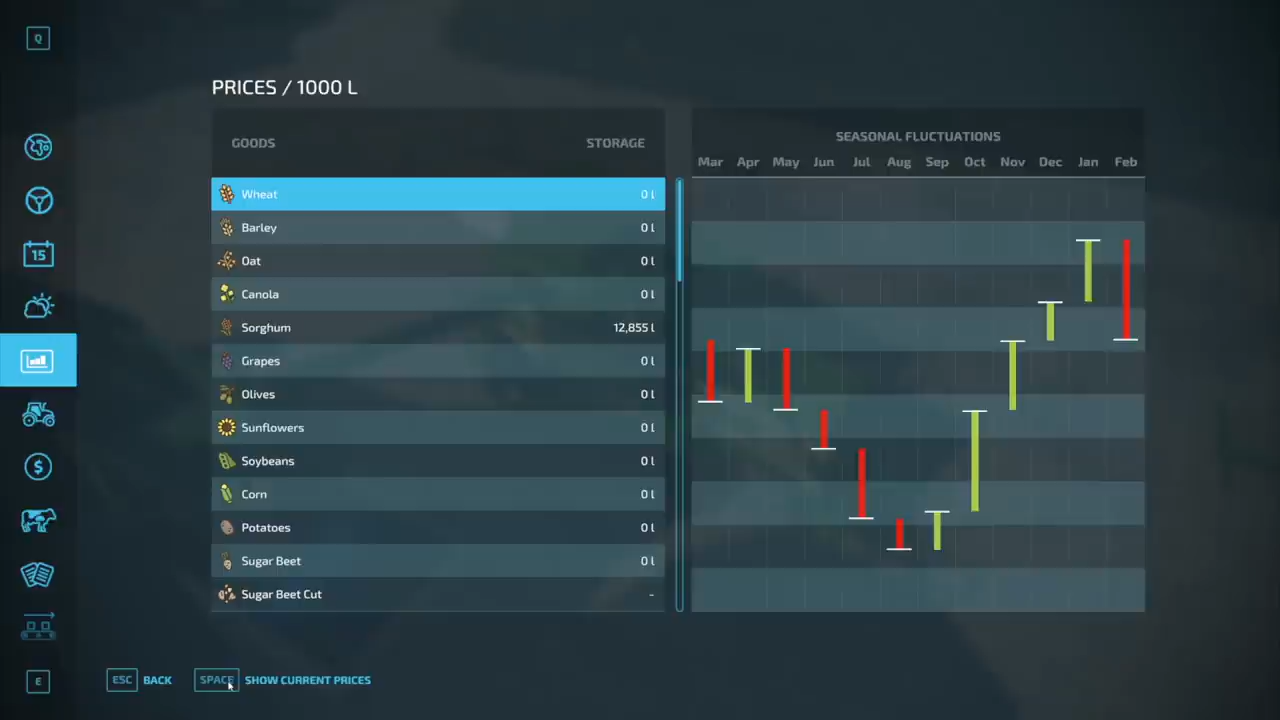 Q
PRICES / 1000 L
GOODS STORAGE
SEASONAL FLUCTUATIONS
Mar Apr May Jun Jul Aug Sep Oct Nov Dec Jan Feb
Wheat 0 l
Barley 0 l
15
Oat 0 l
Canola 0 l
Sorghum 12,855 l
Grapes 0 l
Olives 0 l
Sunflowers 0 l
Soybeans 0 l
$
Corn 0 l
Potatoes 0 l
Sugar Beet 0 l
Sugar Beet Cut -
E
ESC BACK SPACE SHOW CURRENT PRICES